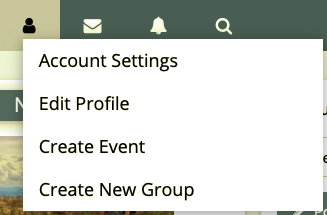 Account Settings
Edit Profile
Create Event
Create New Group